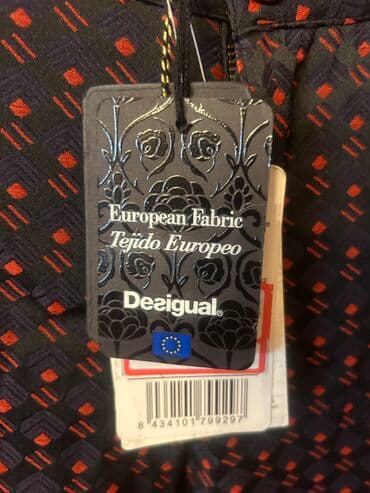 European Fabric
Tejido Europeo
Desigual®
8 434101 799297